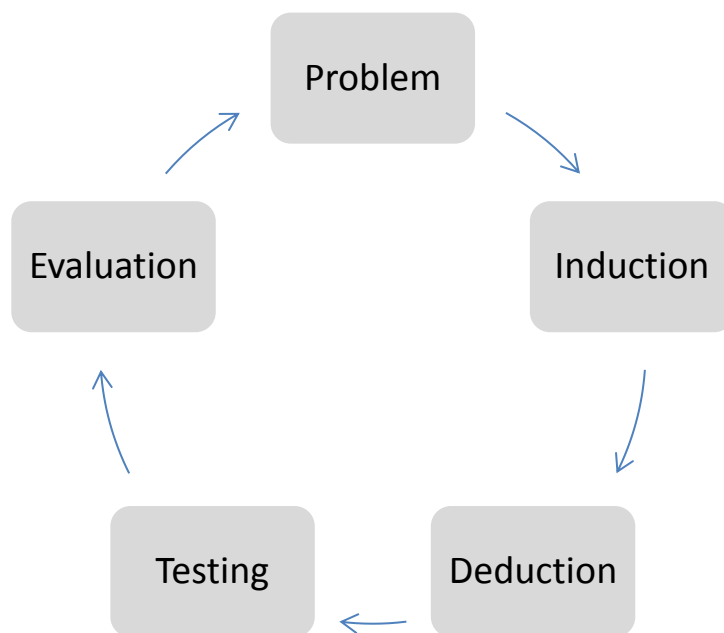 Problem
Induction
Deduction
Testing
Evaluation